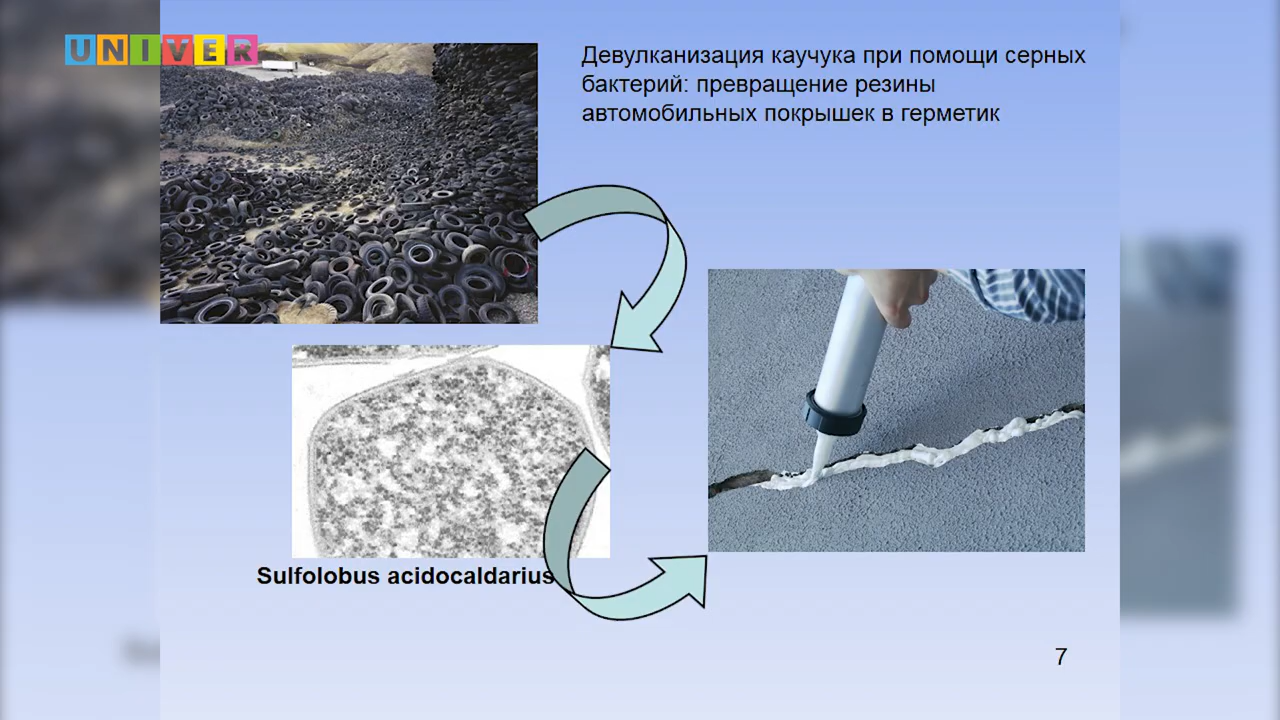 UNIVER
Девулканизация каучука при помощи серных
бактерий: превращение резины
автомобильных покрышек в герметик
Sulfolobus acidocaldarius
7